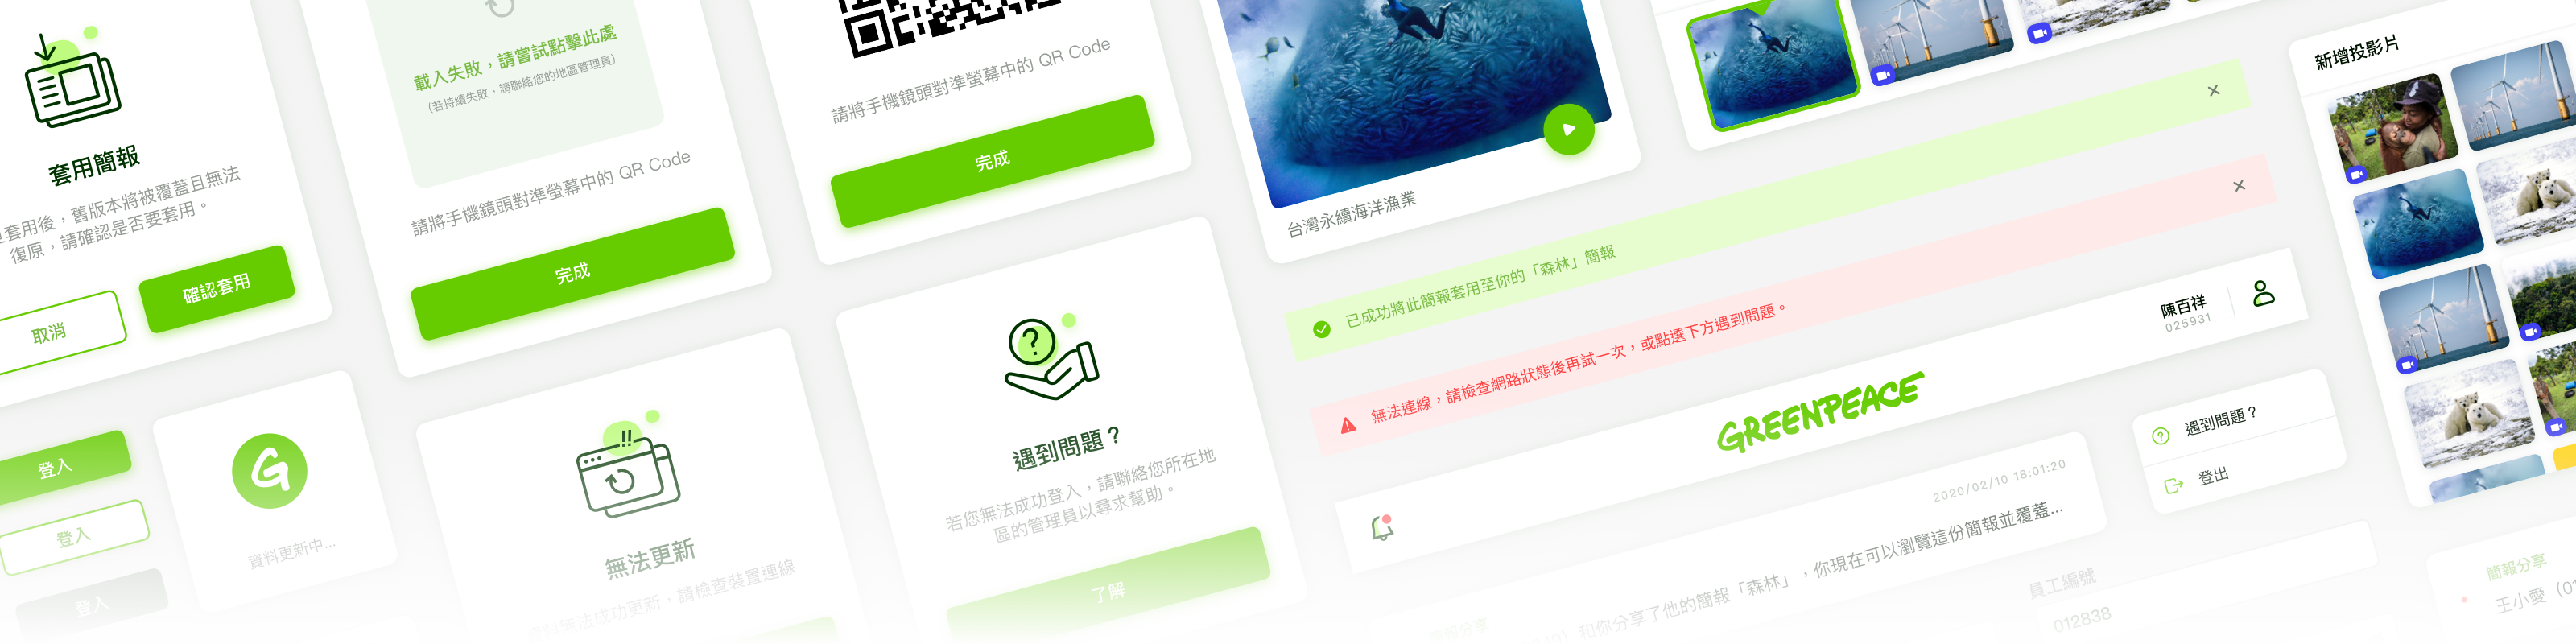 套用簡報
套用後，舊版本將被覆蓋且無法
復原，請確認是否要套用。
取消
確認套用
登入
登入
登入
資料更新中...
載入失敗，請嘗試點擊此處
（若持續失敗，請聯絡您的地區管理員）
請將手機鏡頭對準螢幕中的 QR Code
完成
無法更新
資料無法成功更新，請檢查裝置連線
請將手機鏡頭對準螢幕中的 QR Code
完成
遇到問題？
若您無法成功登入，請聯絡您所在地
區的管理員以尋求幫助。
了解
台灣永續海洋漁業
已成功將此簡報套用至你的「森林」簡報
無法連線，請檢查網路狀態後再試一次，或點選下方遇到問題。
陳百祥
025931
GREENPEACE
2020/02/10 18:01:20
和你分享了他的簡報「森林」，你現在可以瀏覽這份簡報並覆蓋...
簡報分享
遇到問題？
登出
員工編號
012838
新增投影片
簡報分享
王小愛（01